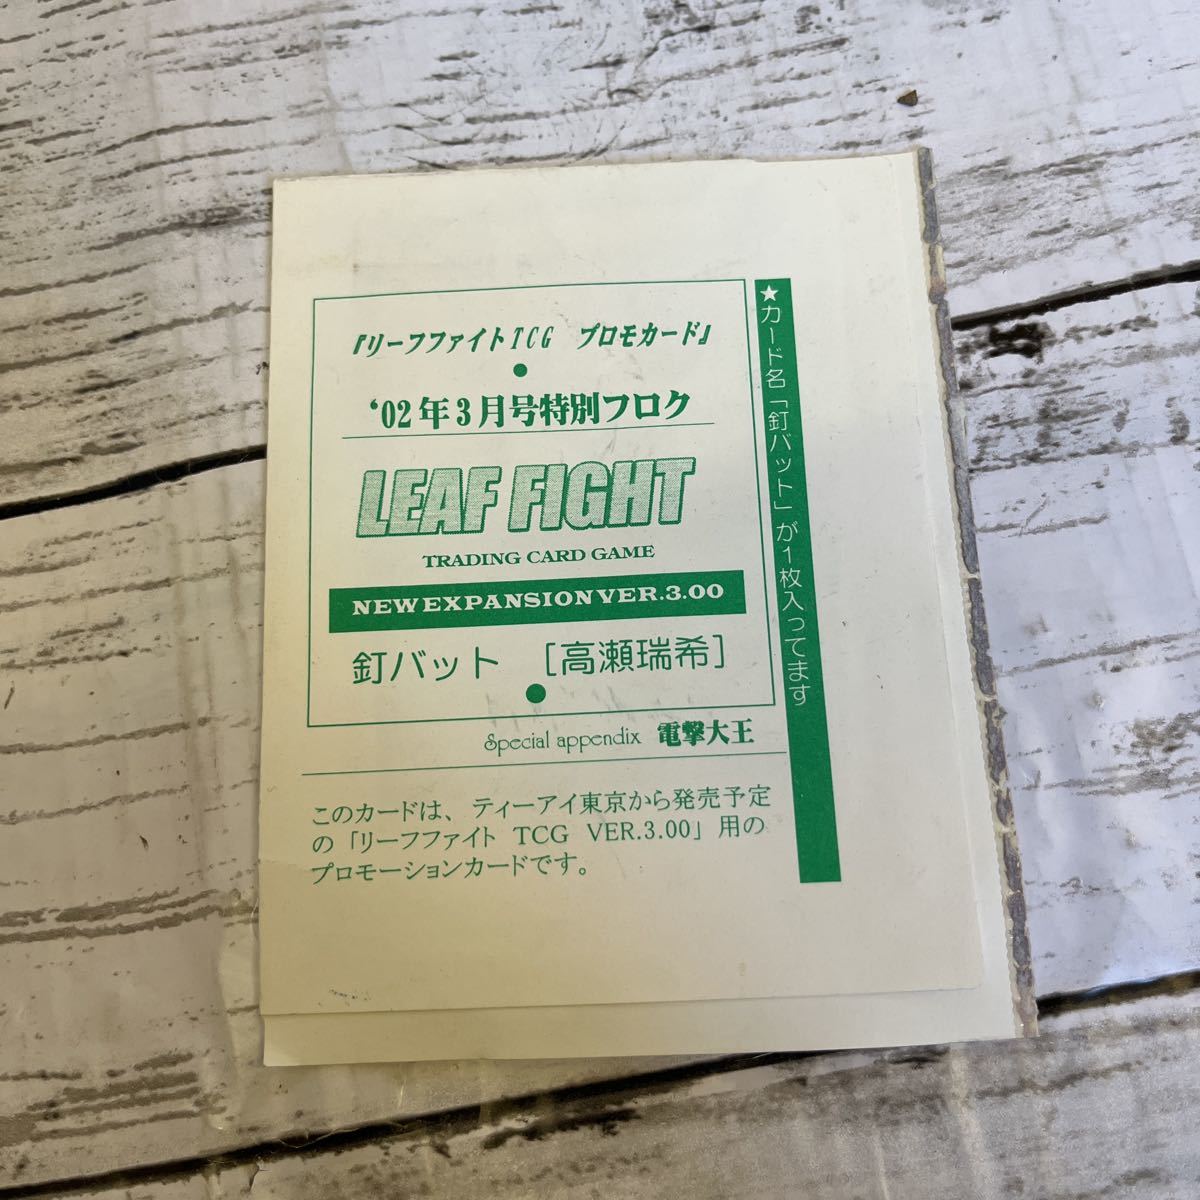 『リーフファイトTCG プロモカード』
'02年3月号特別フロク
LEAF FIGHT
TRADING CARD GAME
NEW EXPANSION VER.3.00
釘バット [高瀬瑞希]
Special appendix 電撃大王
このカードは、ティーアイ東京から発売予定
の「リーフファイト TCG VER.3.00」用の
プロモーションカードです。
★カード名「釘バット」が1枚入ってます